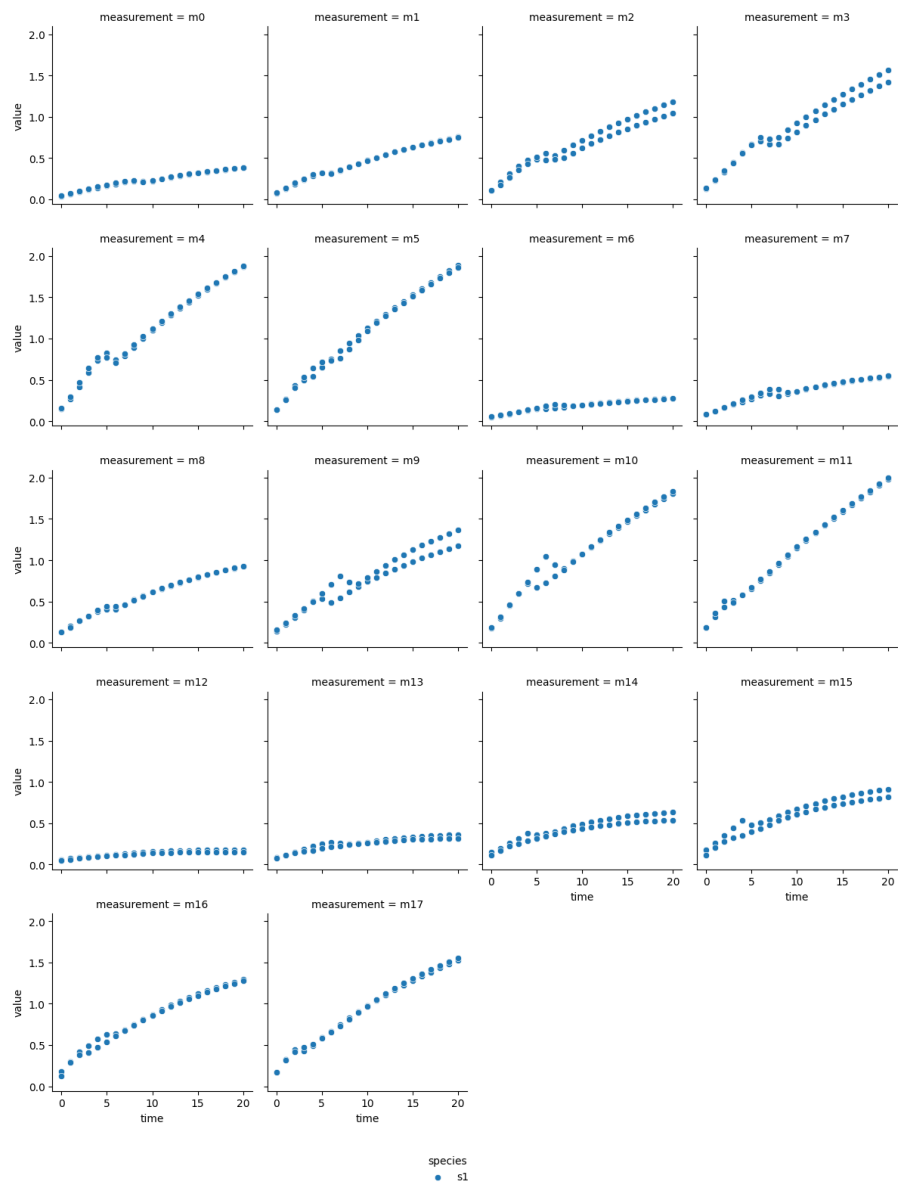 measurement = m0 measurement = m1 measurement = m2 measurement = m3
2.0
1.5
1.0
0.5
0.0
value
measurement = m4 measurement = m5 measurement = m6 measurement = m7
2.0
1.5
1.0
0.5
0.0
value
measurement = m8 measurement = m9 measurement = m10 measurement = m11
2.0
1.5
1.0
0.5
0.0
value
measurement = m12 measurement = m13 measurement = m14 measurement = m15
2.0
1.5
1.0
0.5
0.0
value
0 5 10 15 20 0 5 10 15 20
time time
measurement = m16 measurement = m17
2.0
1.5
1.0
0.5
0.0
value
0 5 10 15 20 0 5 10 15 20
time time
species
s1